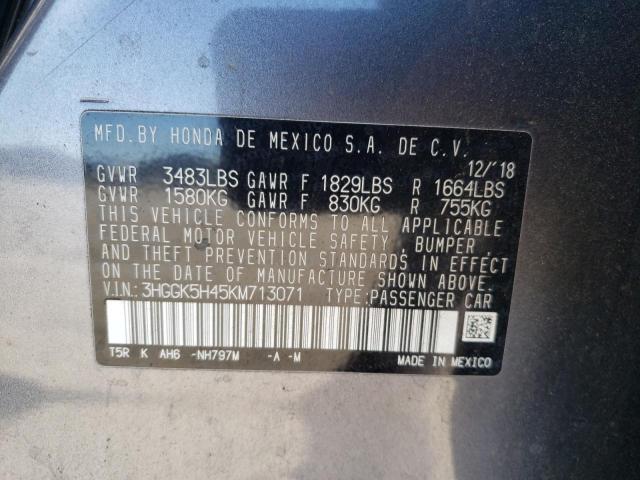 MFD. BY HONDA DE MEXICO S.A. DE C.V.
12/'18
GVWR 3483LBS GAWR F 1829LBS R 1664LBS
GVWR 1580KG GAWR F 830KG R 755KG
THIS VEHICLE CONFORMS TO ALL APPLICABLE
FEDERAL MOTOR VEHICLE SAFETY, BUMPER,
AND THEFT PREVENTION STANDARDS IN EFFECT
ON THE DATE OF MANUFACTURE SHOWN ABOVE.
V.I.N.: 3HGGK5H45KM713071 TYPE:PASSENGER CAR
T5R K AH6 -NH797M -A -M MADE IN MEXICO